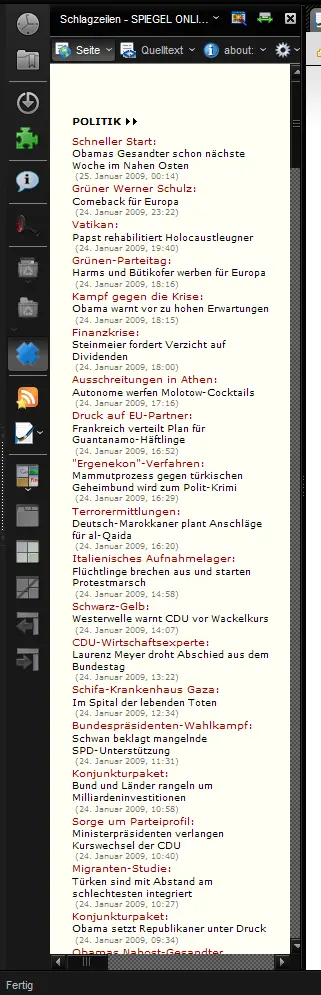 Schlagzeilen - SPIEGEL ONLI...
Seite
Quelltext
about:
POLITIK
Schneller Start:
Obamas Gesandter schon nächste
Woche im Nahen Osten
(25. Januar 2009, 00:14)
Grüner Werner Schulz:
Comeback für Europa
(24. Januar 2009, 23:22)
Vatikan:
Papst rehabilitiert Holocaustleugner
(24. Januar 2009, 19:40)
Grünen-Parteitag:
Harms und Bütikofer werben für Europa
(24. Januar 2009, 18:16)
Kampf gegen die Krise:
Obama warnt vor zu hohen Erwartungen
(24. Januar 2009, 18:15)
Finanzkrise:
Steinmeier fordert Verzicht auf
Dividenden
(24. Januar 2009, 18:00)
Ausschreitungen in Athen:
Autonome werfen Molotow-Cocktails
(24. Januar 2009, 17:16)
Druck auf EU-Partner:
Frankreich verteilt Plan für
Guantanamo-Häftlinge
(24. Januar 2009, 16:52)
"Ergenekon"-Verfahren:
Mammutprozess gegen türkischen
Geheimbund wird zum Polit-Krimi
(24. Januar 2009, 16:29)
Terrorermittlungen:
Deutsch-Marokkaner plant Anschläge
für al-Qaida
(24. Januar 2009, 16:20)
Italienisches Aufnahmelager:
Flüchtlinge brechen aus und starten
Protestmarsch
(24. Januar 2009, 14:58)
Schwarz-Gelb:
Westerwelle warnt CDU vor Wackelkurs
(24. Januar 2009, 14:07)
CDU-Wirtschaftsexperte:
Laurenz Meyer droht Abschied aus dem
Bundestag
(24. Januar 2009, 13:22)
Schifa-Krankenhaus Gaza:
Im Spital der lebenden Toten
(24. Januar 2009, 12:34)
Bundespräsidenten-Wahlkampf:
Schwan beklagt mangelnde
SPD-Unterstützung
(24. Januar 2009, 11:31)
Konjunkturpaket:
Bund und Länder rangeln um
Milliardeninvestitionen
(24. Januar 2009, 10:58)
Sorge um Parteiprofil:
Ministerpräsidenten verlangen
Kurswechsel der CDU
(24. Januar 2009, 10:40)
Migranten-Studie:
Türken sind mit Abstand am
schlechtesten integriert
(24. Januar 2009, 10:27)
Konjunkturpaket:
Obama setzt Republikaner unter Druck
(24. Januar 2009, 09:34)
Obamas Nahost-Gesandter
Fertig